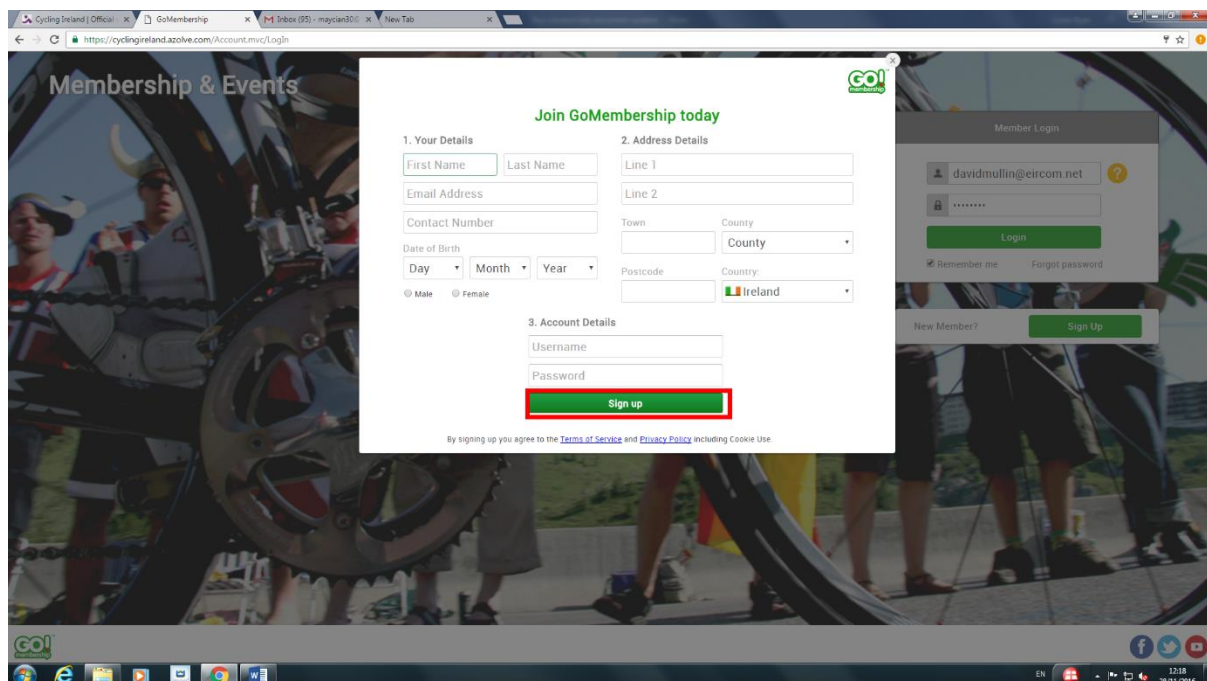 Cycling Ireland | Official
GoMembership
Inbox (95) - maycian30@
New Tab
https://cyclingireland.azolve.com/Account.mvc/LogIn
Membership & Events
GO!
membership
Join GoMembership today
1. Your Details
2. Address Details
First Name
Last Name
Line 1
Email Address
Line 2
Contact Number
Town
County
County
Date of Birth
Day
Month
Year
Postcode
Country:
Ireland
Male
Female
3. Account Details
Username
Password
Sign up
By signing up you agree to the Terms of Service and Privacy Policy including Cookie Use
Member Login
davidmullin@eircom.net
?
••••••••
Login
Remember me
Forgot password
New Member?
Sign Up
GO!
membership
EN
12:18
28/11/2016